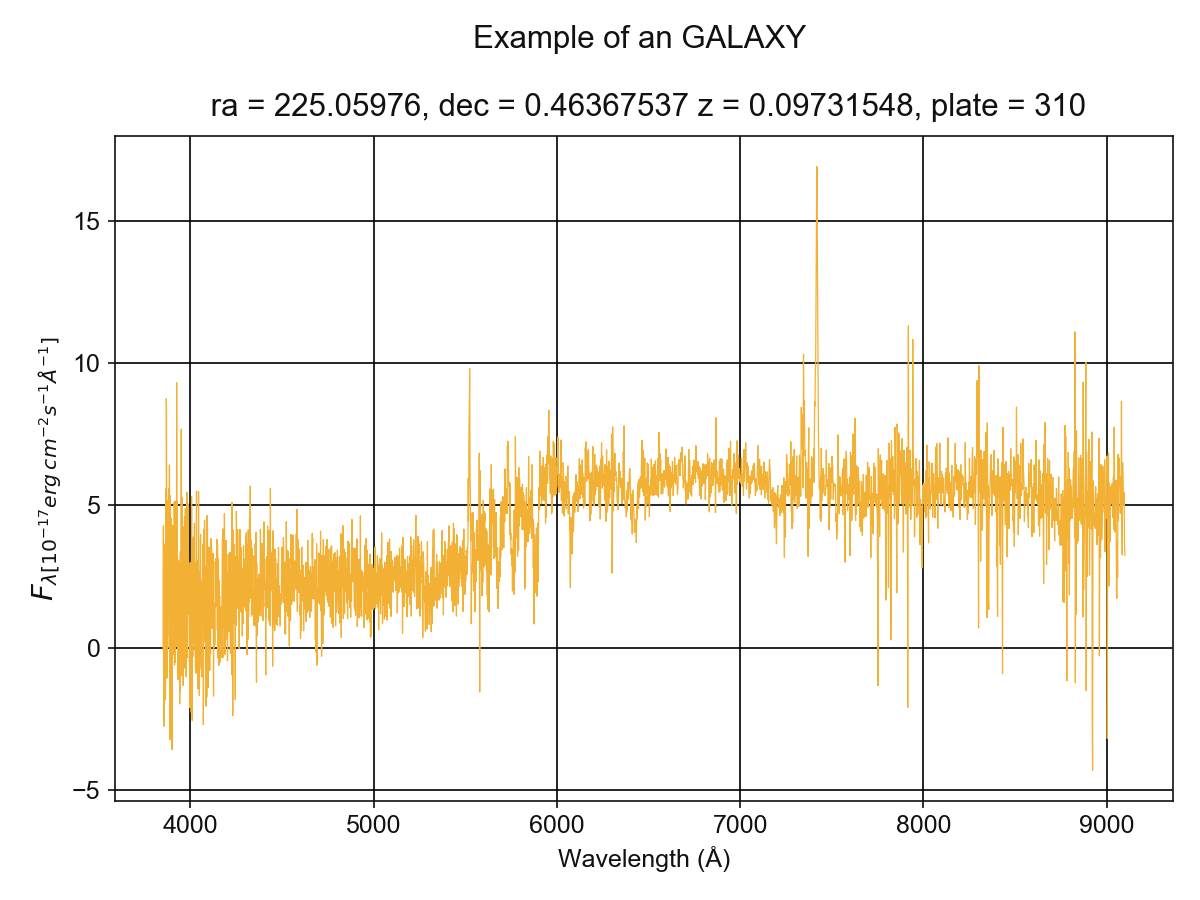 Example of an GALAXY
ra = 225.05976, dec = 0.46367537 z = 0.09731548, plate = 310
15
10
5
0
−5
F_{λ[10^{−17} erg cm^{−2} s^{−1} Å^{−1}]}
4000 5000 6000 7000 8000 9000
Wavelength (Å)